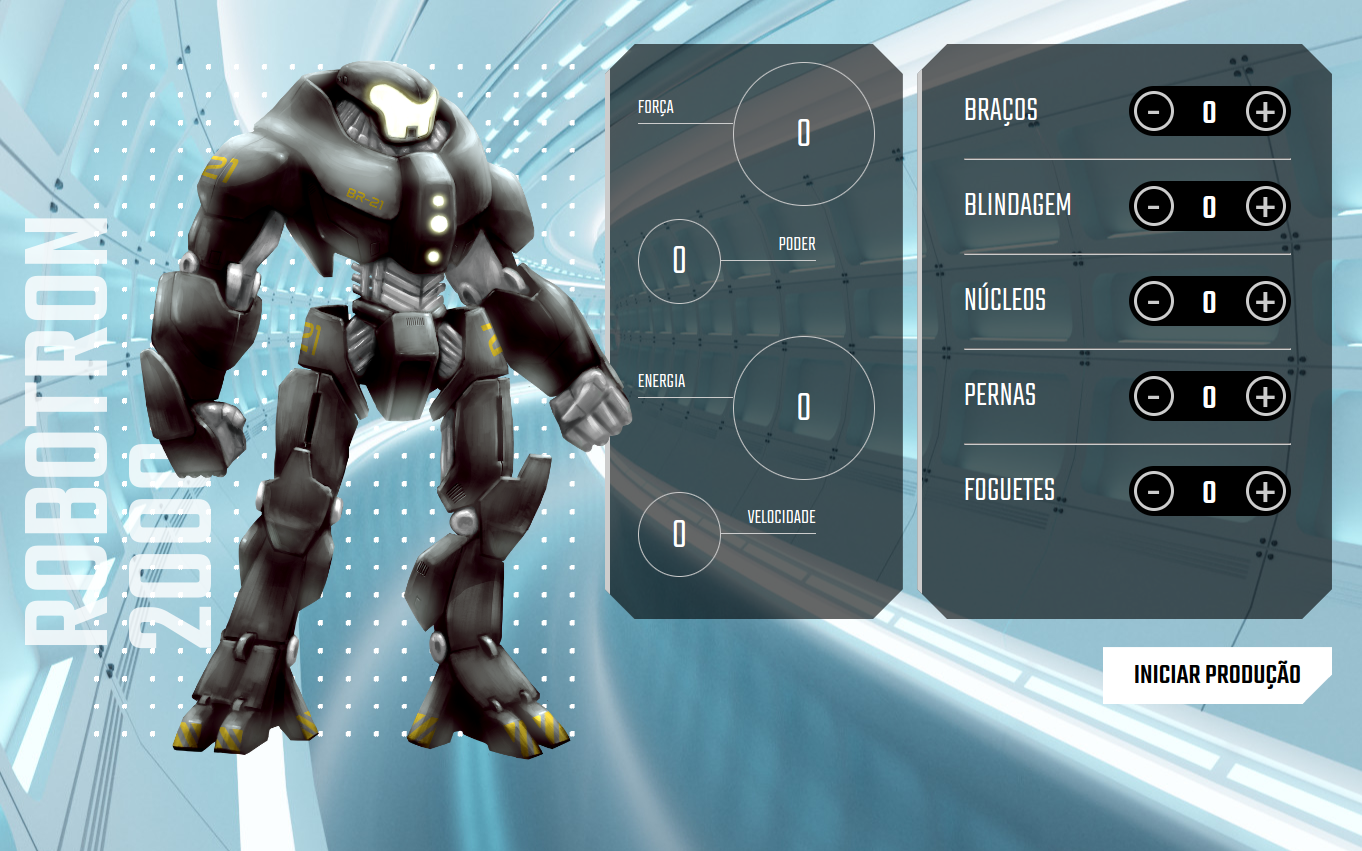 ROBOTRON
2000
21
BR-21
21
FORÇA
0
0
PODER
ENERGIA
0
0
VELOCIDADE
BRAÇOS
- 0 +
BLINDAGEM
- 0 +
NÚCLEOS
- 0 +
PERNAS
- 0 +
FOGUETES
- 0 +
INICIAR PRODUÇÃO